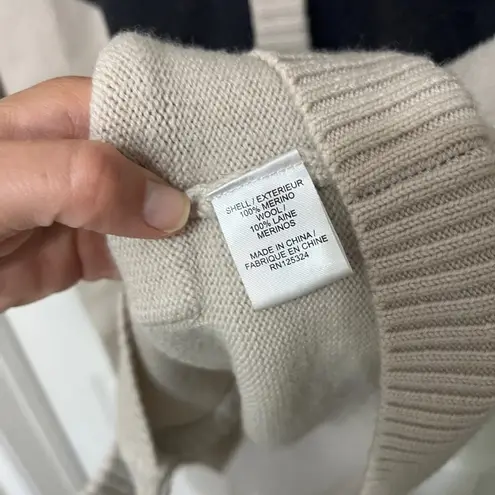 SHELL / EXTERIEUR
100% MERINO
WOOL /
100% LAINE
MERINOS
MADE IN CHINA /
FABRIQUE EN CHINE
RN125324